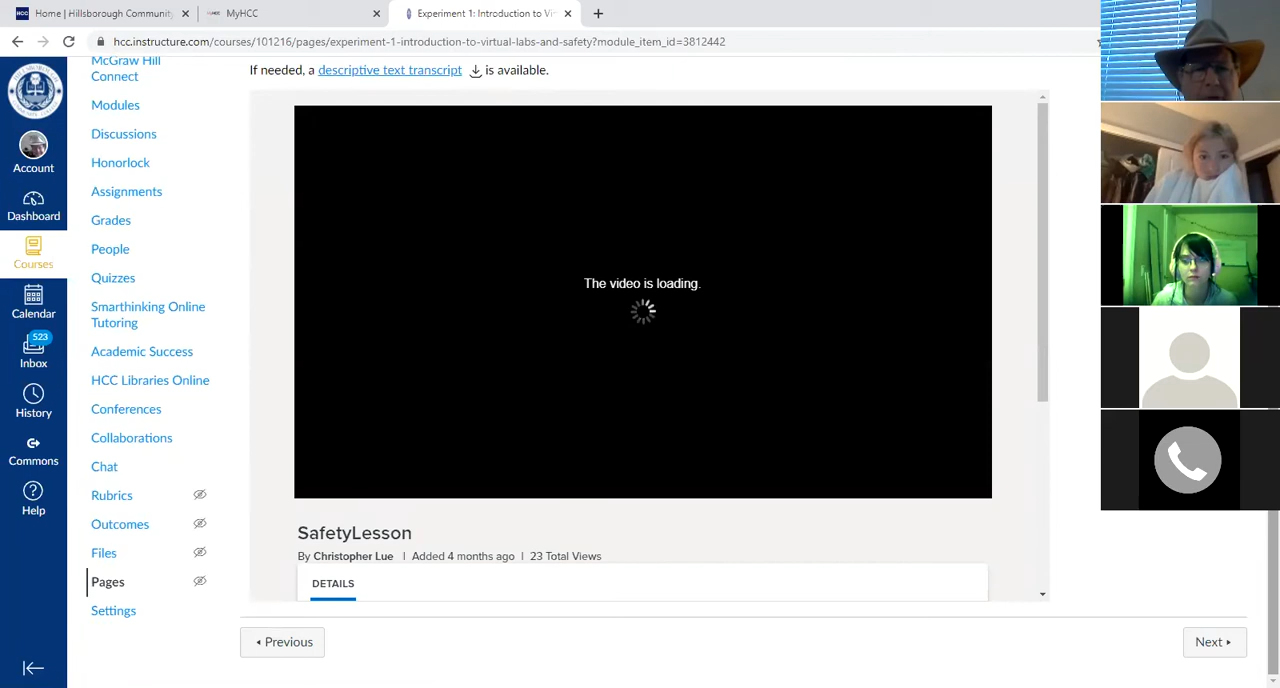 Home | Hillsborough Community
MyHCC
Experiment 1: Introduction to Vir
hcc.instructure.com/courses/101216/pages/experiment-1-introduction-to-virtual-labs-and-safety?module_item_id=3812442
Account
Dashboard
Courses
Calendar
523
Inbox
History
Commons
Help
McGraw Hill
Connect
Modules
Discussions
Honorlock
Assignments
Grades
People
Quizzes
Smarthinking Online
Tutoring
Academic Success
HCC Libraries Online
Conferences
Collaborations
Chat
Rubrics
Outcomes
Files
Pages
Settings
If needed, a descriptive text transcript is available.
The video is loading.
SafetyLesson
By Christopher Lue | Added 4 months ago | 23 Total Views
DETAILS
Previous
Next